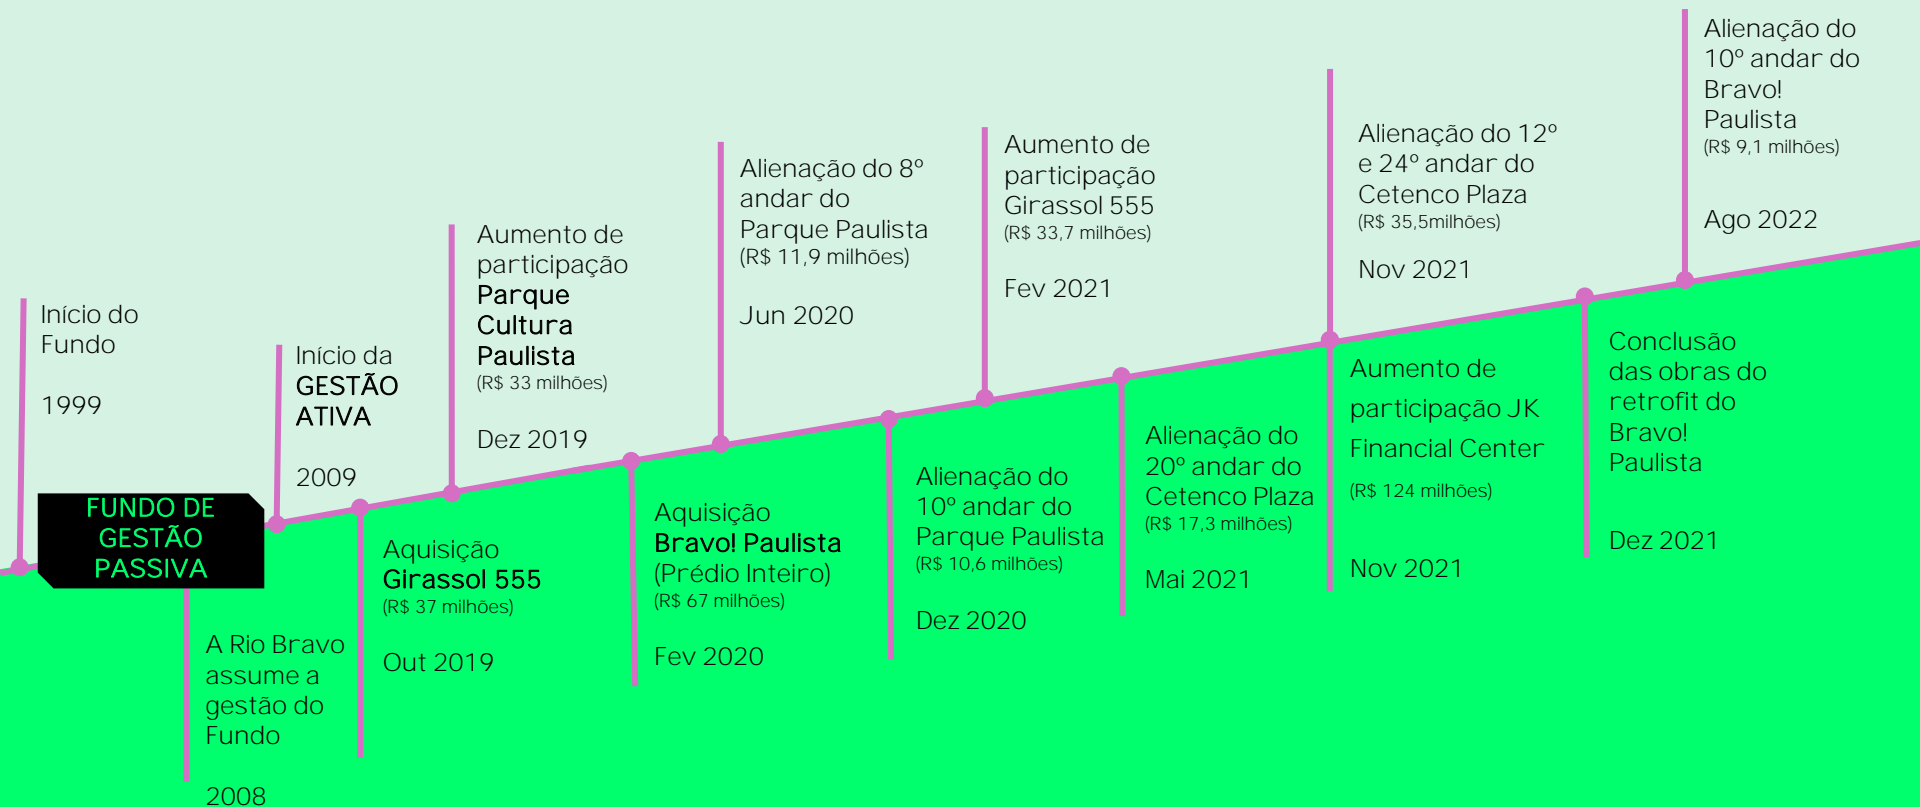 Início do
Fundo
1999
FUNDO DE
GESTÃO
PASSIVA
A Rio Bravo
assume a
gestão do
Fundo
2008
Início da
GESTÃO
ATIVA
2009
Aquisição
Girassol 555
(R$ 37 milhões)
Out 2019
Aumento de
participação
Parque
Cultura
Paulista
(R$ 33 milhões)
Dez 2019
Aquisição
Bravo! Paulista
(Prédio Inteiro)
(R$ 67 milhões)
Fev 2020
Alienação do 8º
andar do
Parque Paulista
(R$ 11,9 milhões)
Jun 2020
Alienação do
10º andar do
Parque Paulista
(R$ 10,6 milhões)
Dez 2020
Aumento de
participação
Girassol 555
(R$ 33,7 milhões)
Fev 2021
Alienação do
20º andar do
Cetenco Plaza
(R$ 17,3 milhões)
Mai 2021
Alienação do 12º
e 24º andar do
Cetenco Plaza
(R$ 35,5milhões)
Nov 2021
Aumento de
participação JK
Financial Center
(R$ 124 milhões)
Nov 2021
Conclusão
das obras do
retrofit do
Bravo!
Paulista
Dez 2021
Alienação do
10º andar do
Bravo!
Paulista
(R$ 9,1 milhões)
Ago 2022